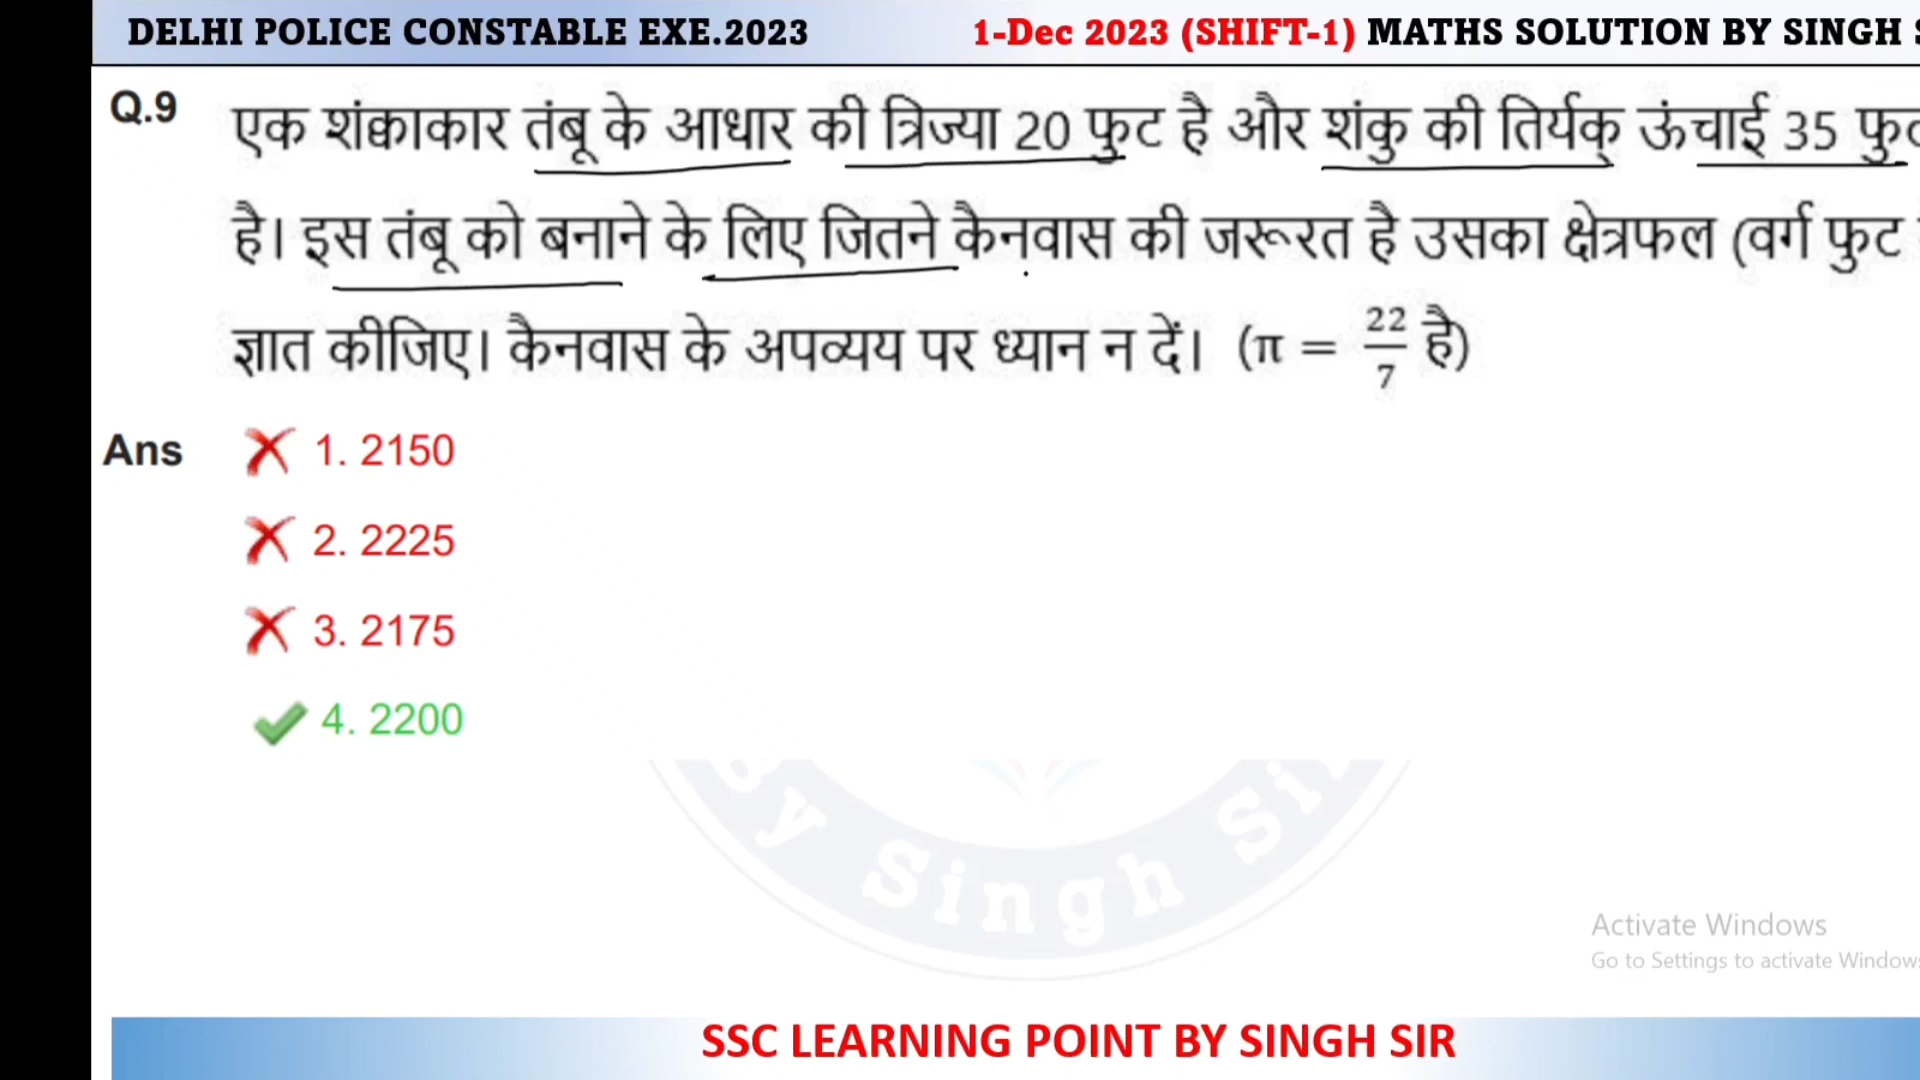 DELHI POLICE CONSTABLE EXE.2023 1-Dec 2023 (SHIFT-1) MATHS SOLUTION BY SINGH
Q.9 एक शंक्वाकार तंबू के आधार की त्रिज्या 20 फुट है और शंकु की तिर्यक् ऊंचाई 35
है। इस तंबू को बनाने के लिए जितने कैनवास की जरूरत है उसका क्षेत्रफल (वर्ग फुट
ज्ञात कीजिए। कैनवास के अपव्यय पर ध्यान न दें। (π = 22/7 है)
Ans 1. 2150
2. 2225
3. 2175
4. 2200
By Singh
Activate Windows
Go to Settings to activate
SSC LEARNING POINT BY SINGH SIR